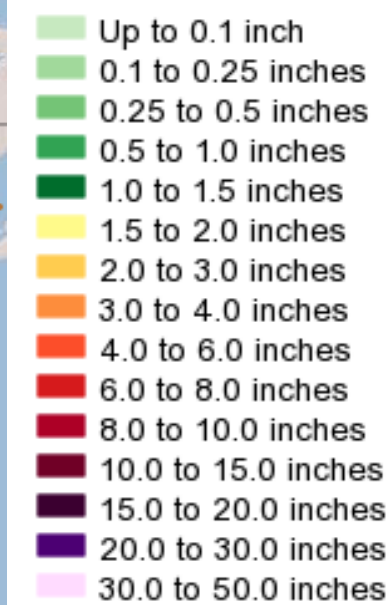 Up to 0.1 inch
0.1 to 0.25 inches
0.25 to 0.5 inches
0.5 to 1.0 inches
1.0 to 1.5 inches
1.5 to 2.0 inches
2.0 to 3.0 inches
3.0 to 4.0 inches
4.0 to 6.0 inches
6.0 to 8.0 inches
8.0 to 10.0 inches
10.0 to 15.0 inches
15.0 to 20.0 inches
20.0 to 30.0 inches
30.0 to 50.0 inches